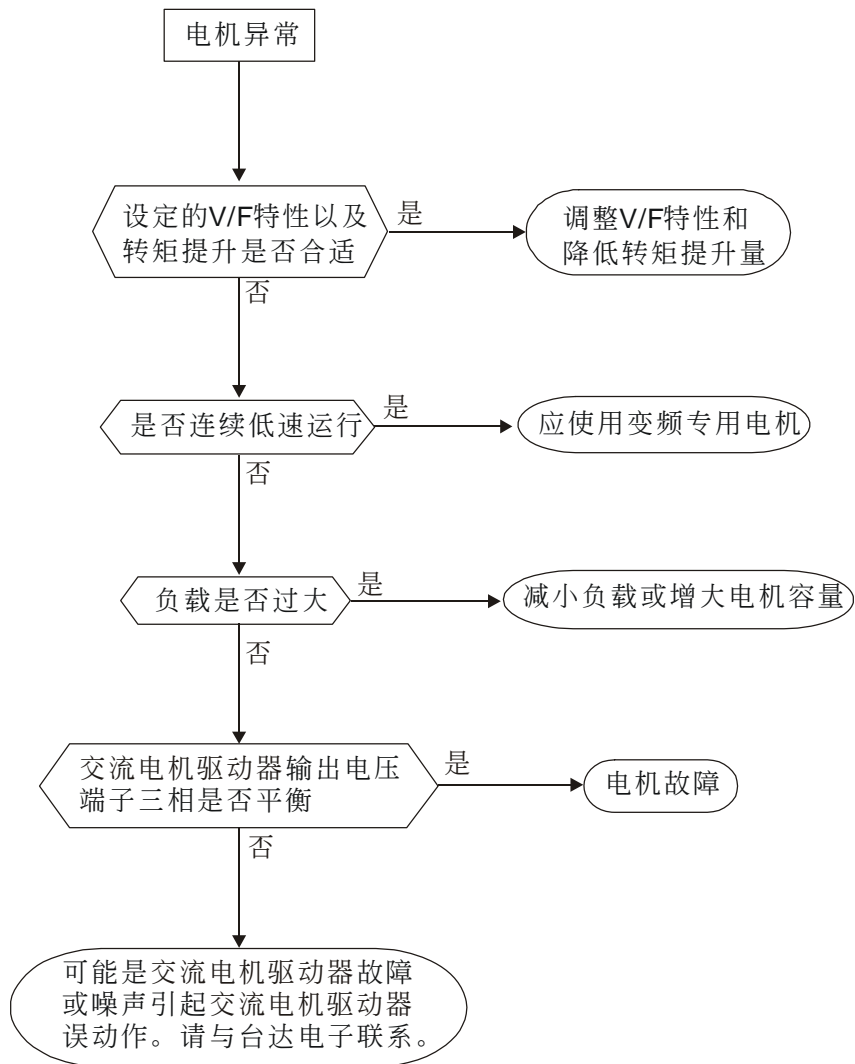 电机异常
设定的V/F特性以及
转矩提升是否合适
是
调整V/F特性和
降低转矩提升量
否
是否连续低速运行
是
应使用变频专用电机
否
负载是否过大
是
减小负载或增大电机容量
否
交流电机驱动器输出电压
端子三相是否平衡
是
电机故障
否
可能是交流电机驱动器故障
或噪声引起交流电机驱动器
误动作。请与台达电子联系。